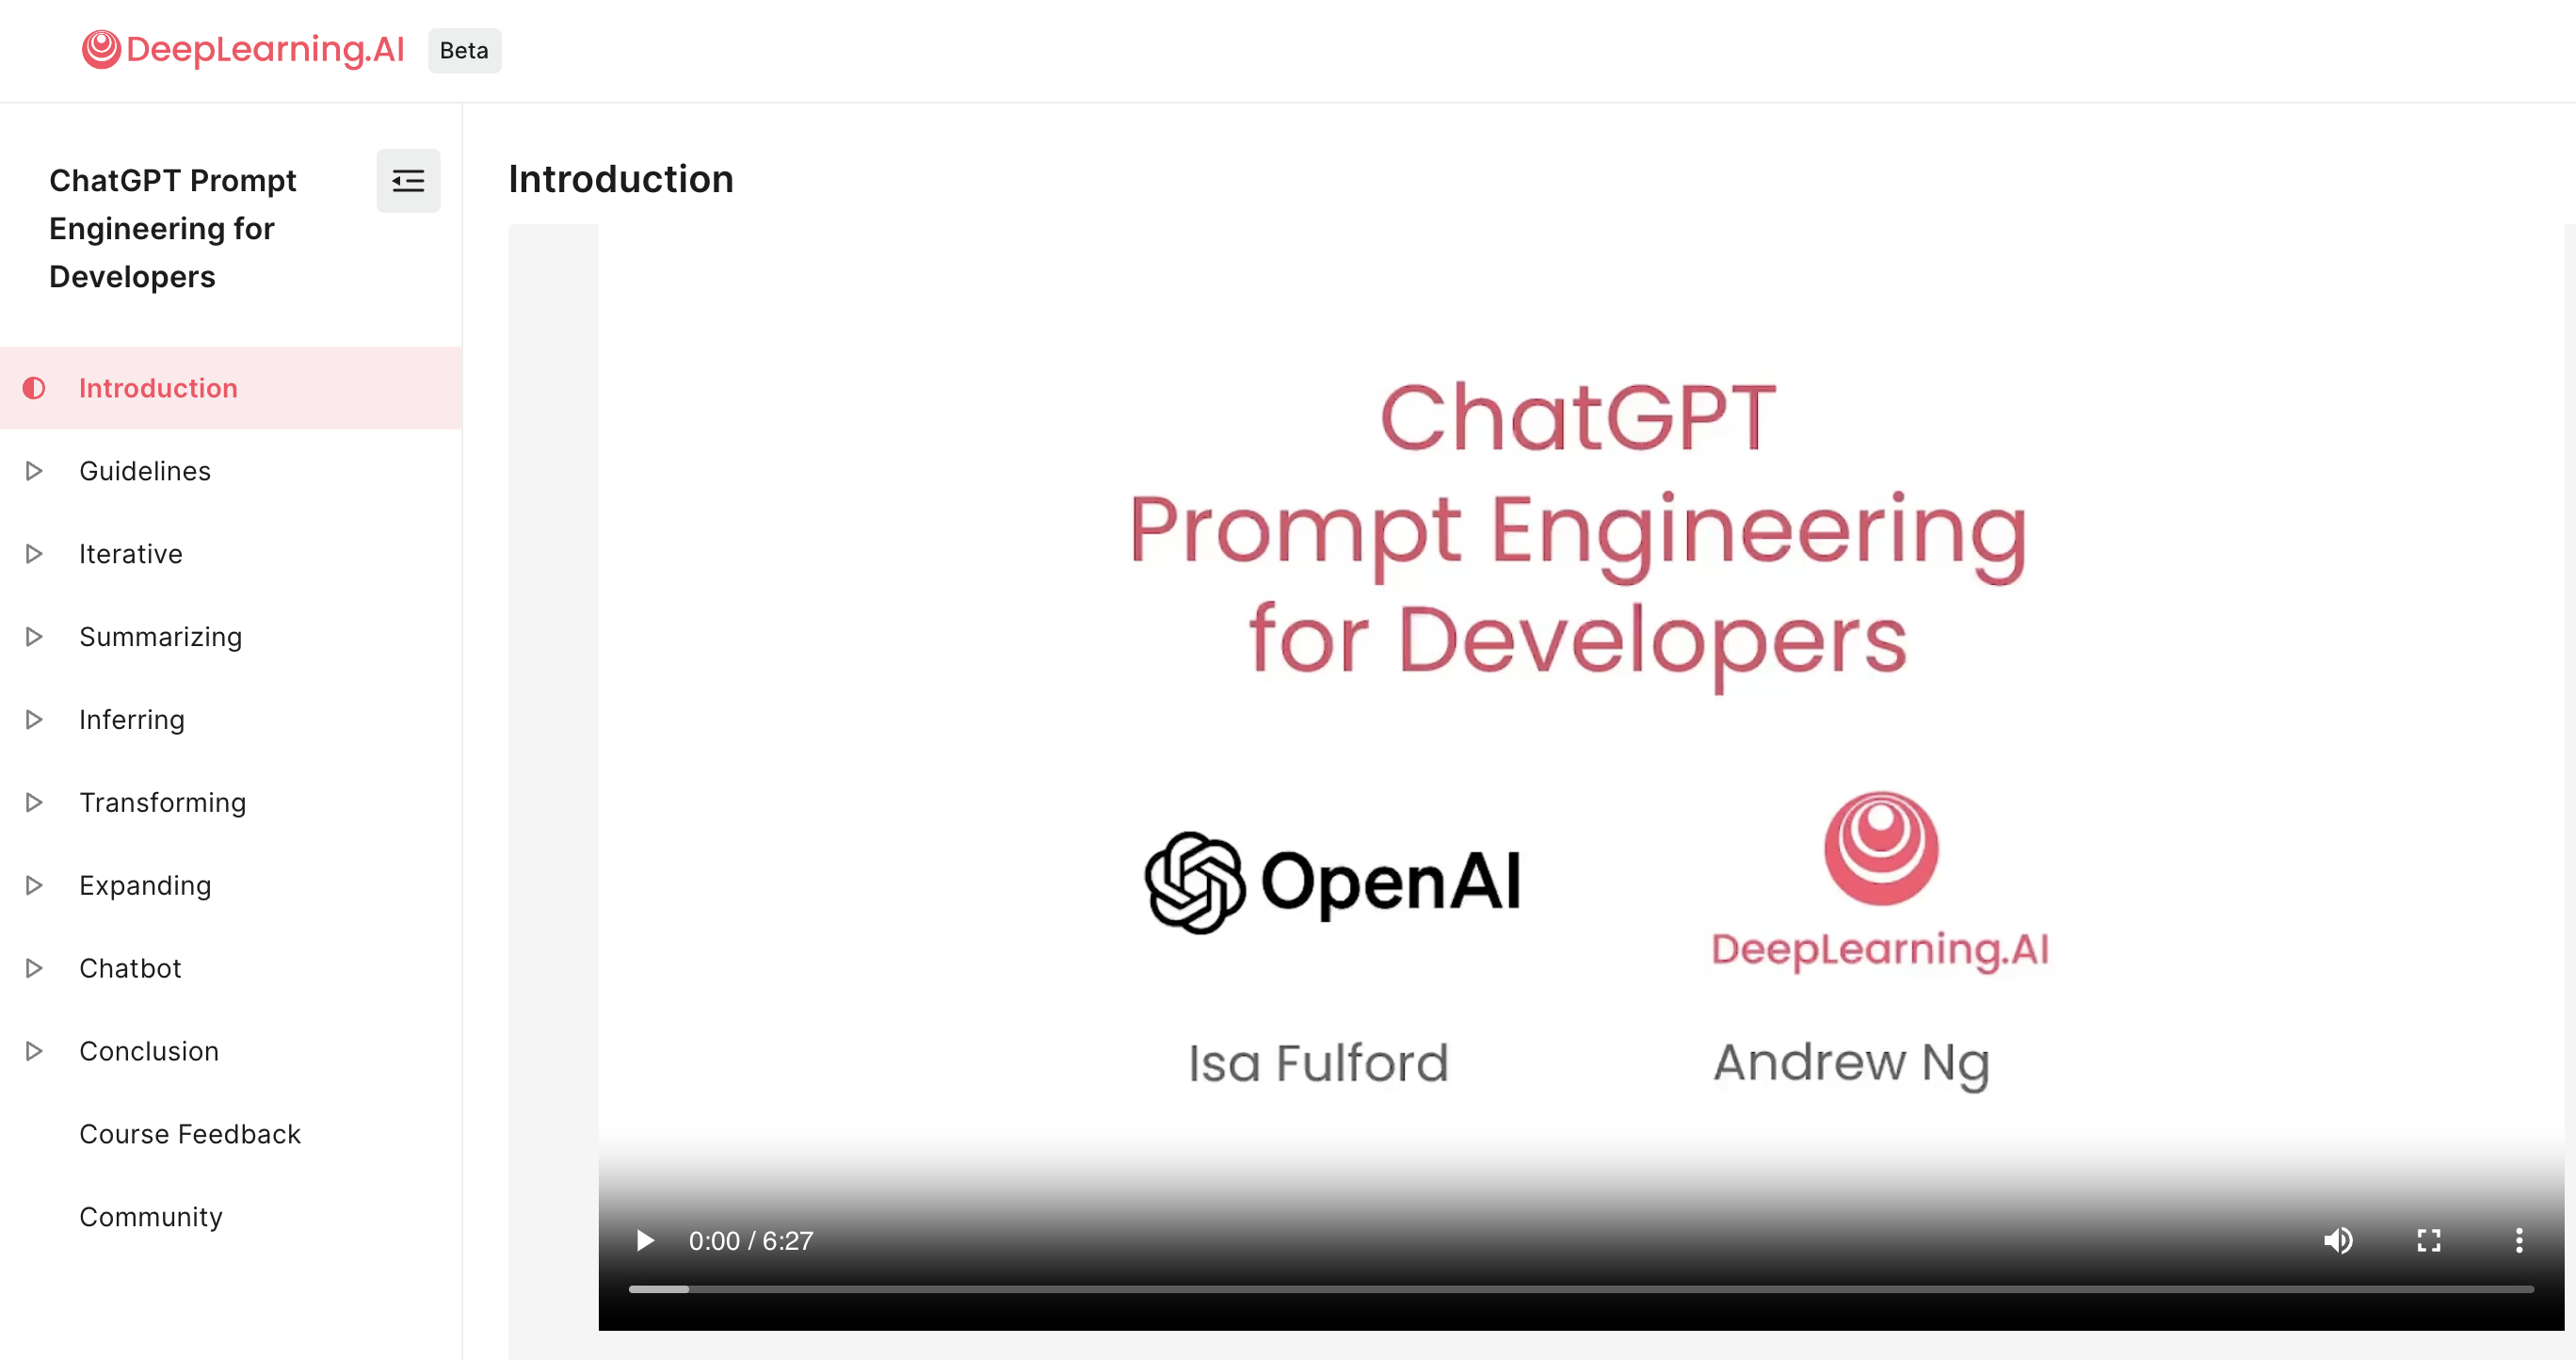 DeepLearning.AI Beta
ChatGPT Prompt
Engineering for
Developers
Introduction
Guidelines
Iterative
Summarizing
Inferring
Transforming
Expanding
Chatbot
Conclusion
Course Feedback
Community
Introduction
ChatGPT
Prompt Engineering
for Developers
OpenAI
DeepLearning.AI
Isa Fulford
Andrew Ng
0:00 / 6:27